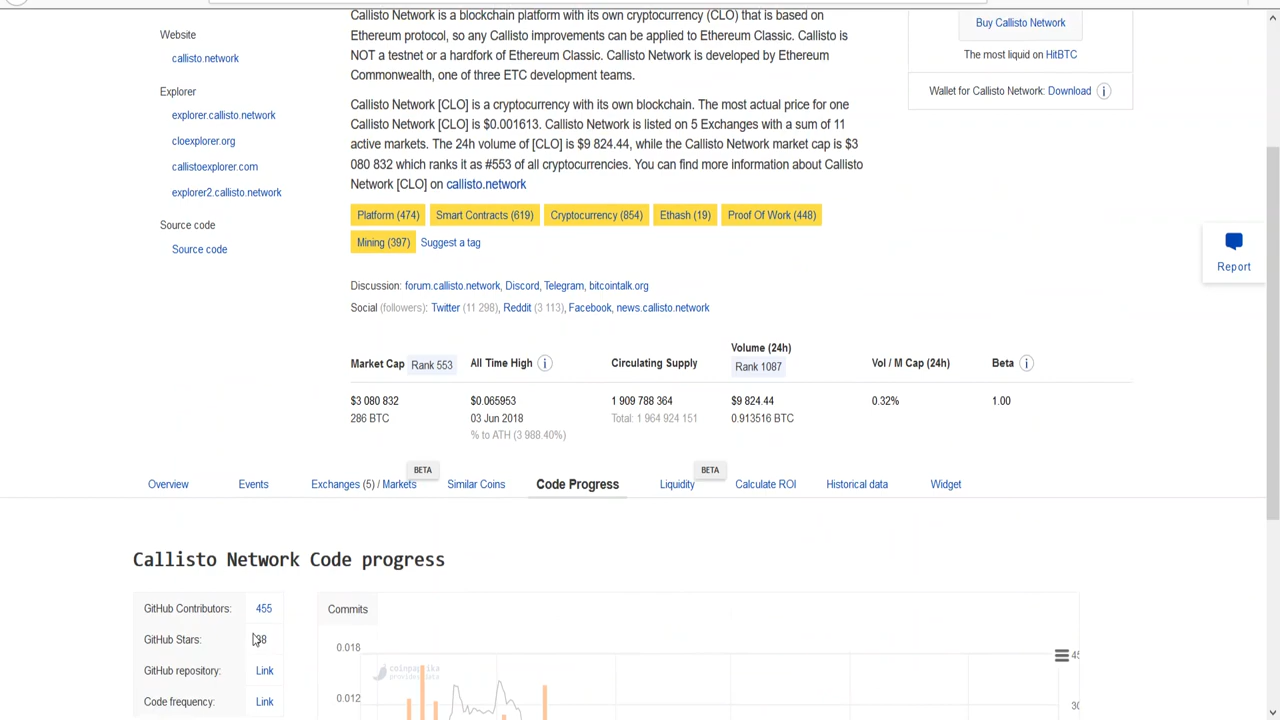 Callisto Network is a blockchain platform with its own cryptocurrency (CLO) that is based on
Ethereum protocol, so any Callisto improvements can be applied to Ethereum Classic. Callisto is
NOT a testnet or a hardfork of Ethereum Classic. Callisto Network is developed by Ethereum
Commonwealth, one of three ETC development teams.
Callisto Network [CLO] is a cryptocurrency with its own blockchain. The most actual price for one
Callisto Network [CLO] is $0.001613. Callisto Network is listed on 5 Exchanges with a sum of 11
active markets. The 24h volume of [CLO] is $9 824.44, while the Callisto Network market cap is $3
080 832 which ranks it as #553 of all cryptocurrencies. You can find more information about Callisto
Network [CLO] on callisto.network
Website
callisto.network
Explorer
explorer.callisto.network
cloexplorer.org
callistoexplorer.com
explorer2.callisto.network
Source code
Source code
Buy Callisto Network
The most liquid on HitBTC
Wallet for Callisto Network: Download
Report
Platform (474) Smart Contracts (619) Cryptocurrency (854) Ethash (19) Proof Of Work (448)
Mining (397) Suggest a tag
Discussion: forum.callisto.network, Discord, Telegram, bitcointalk.org
Social (followers): Twitter (11 298), Reddit (3 113), Facebook, news.callisto.network
Market Cap Rank 553 All Time High Circulating Supply Volume (24h) Rank 1087 Vol / M Cap (24h) Beta
$3 080 832 $0.065953 1 909 788 364 $9 824.44 0.32% 1.00
286 BTC 03 Jun 2018 Total: 1 964 924 151 0.913516 BTC
% to ATH (3 988.40%)
BETA BETA
Overview Events Exchanges (5) / Markets Similar Coins Code Progress Liquidity Calculate ROI Historical data Widget
Callisto Network Code progress
GitHub Contributors: 455
GitHub Stars: 38
GitHub repository: Link
Code frequency: Link
Commits
0.018
0.012
45
30
coinpaprika